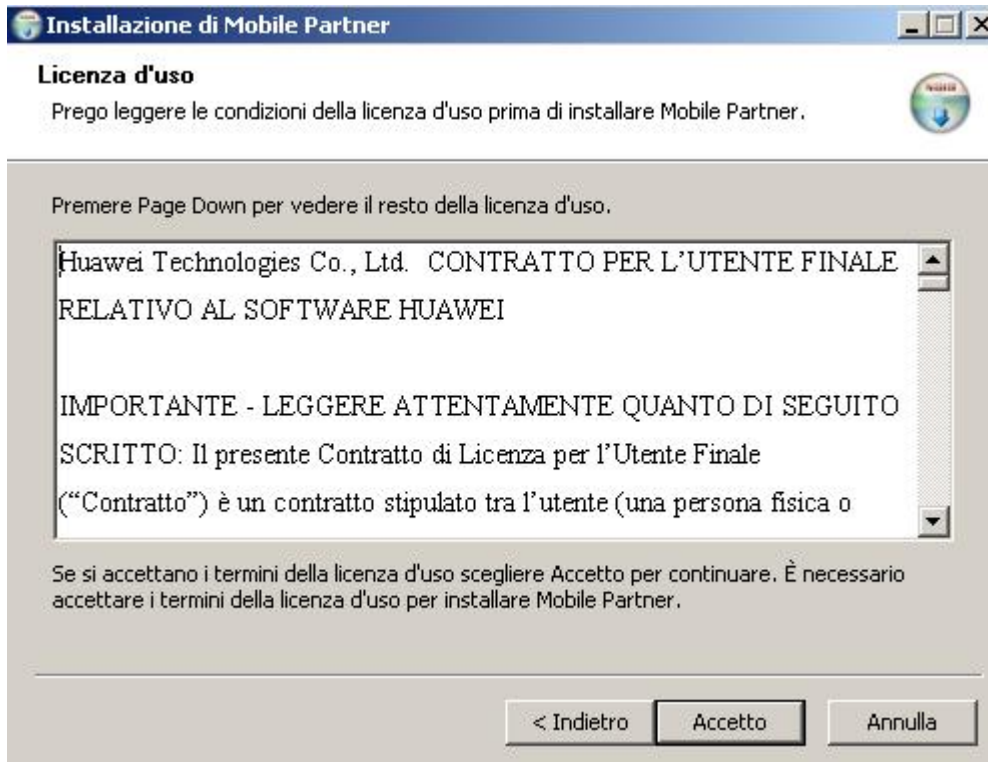 Installazione di Mobile Partner
Licenza d'uso
Prego leggere le condizioni della licenza d'uso prima di installare Mobile Partner.
Premere Page Down per vedere il resto della licenza d'uso.
Huawei Technologies Co., Ltd.  CONTRATTO PER L’UTENTE FINALE
RELATIVO AL SOFTWARE HUAWEI
IMPORTANTE - LEGGERE ATTENTAMENTE QUANTO DI SEGUITO
SCRITTO: Il presente Contratto di Licenza per l’Utente Finale
(“Contratto”) è un contratto stipulato tra l’utente (una persona fisica o
Se si accettano i termini della licenza d'uso scegliere Accetto per continuare. È necessario
accettare i termini della licenza d'uso per installare Mobile Partner.
< Indietro
Accetto
Annulla